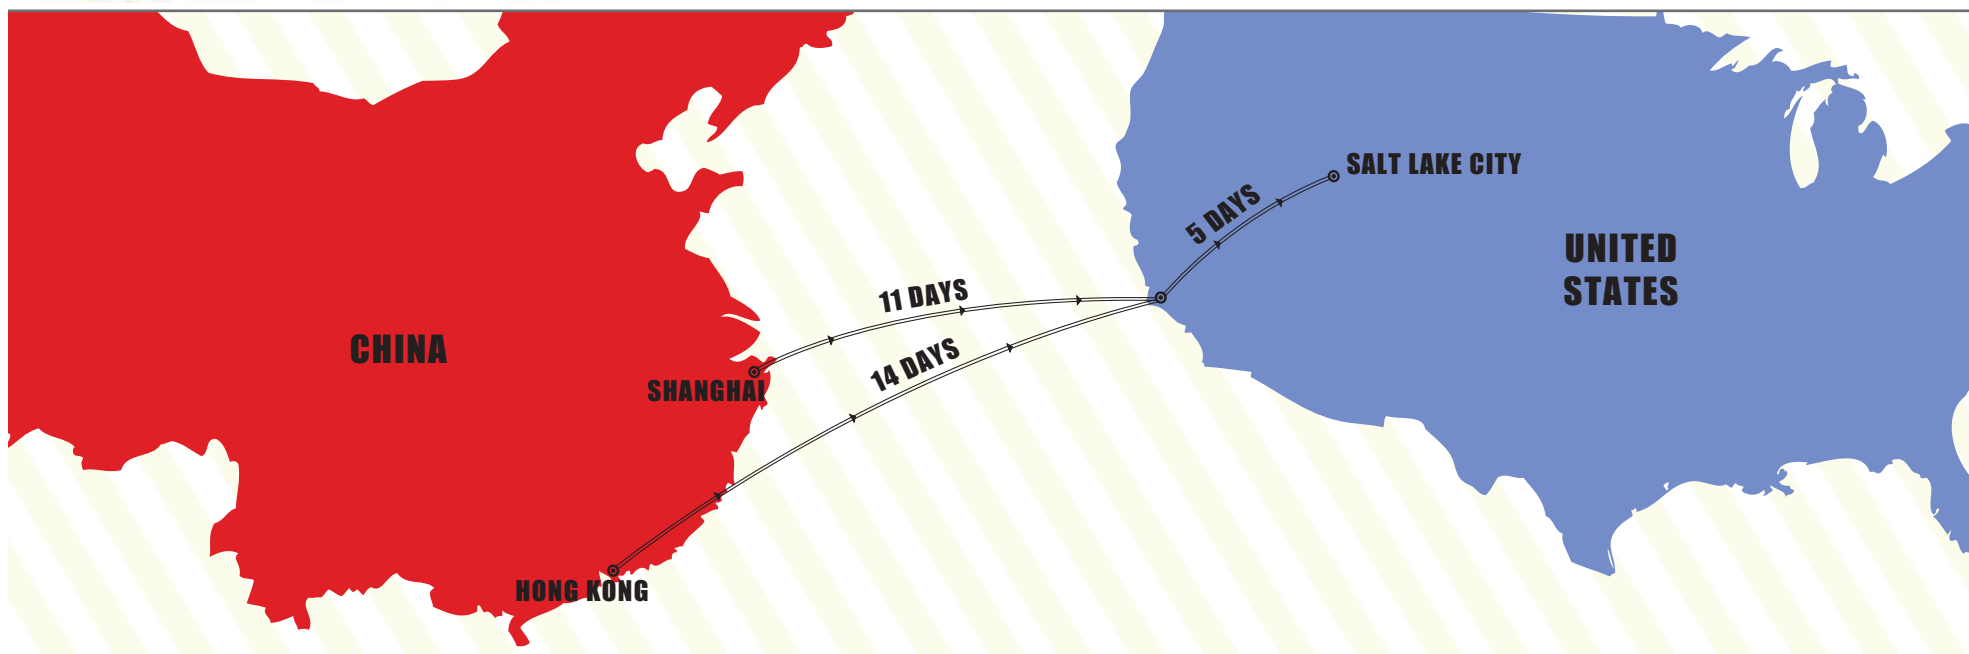 SALT LAKE CITY
5 DAYS
UNITED
STATES
11 DAYS
CHINA
14 DAYS
SHANGHAI
HONG KONG